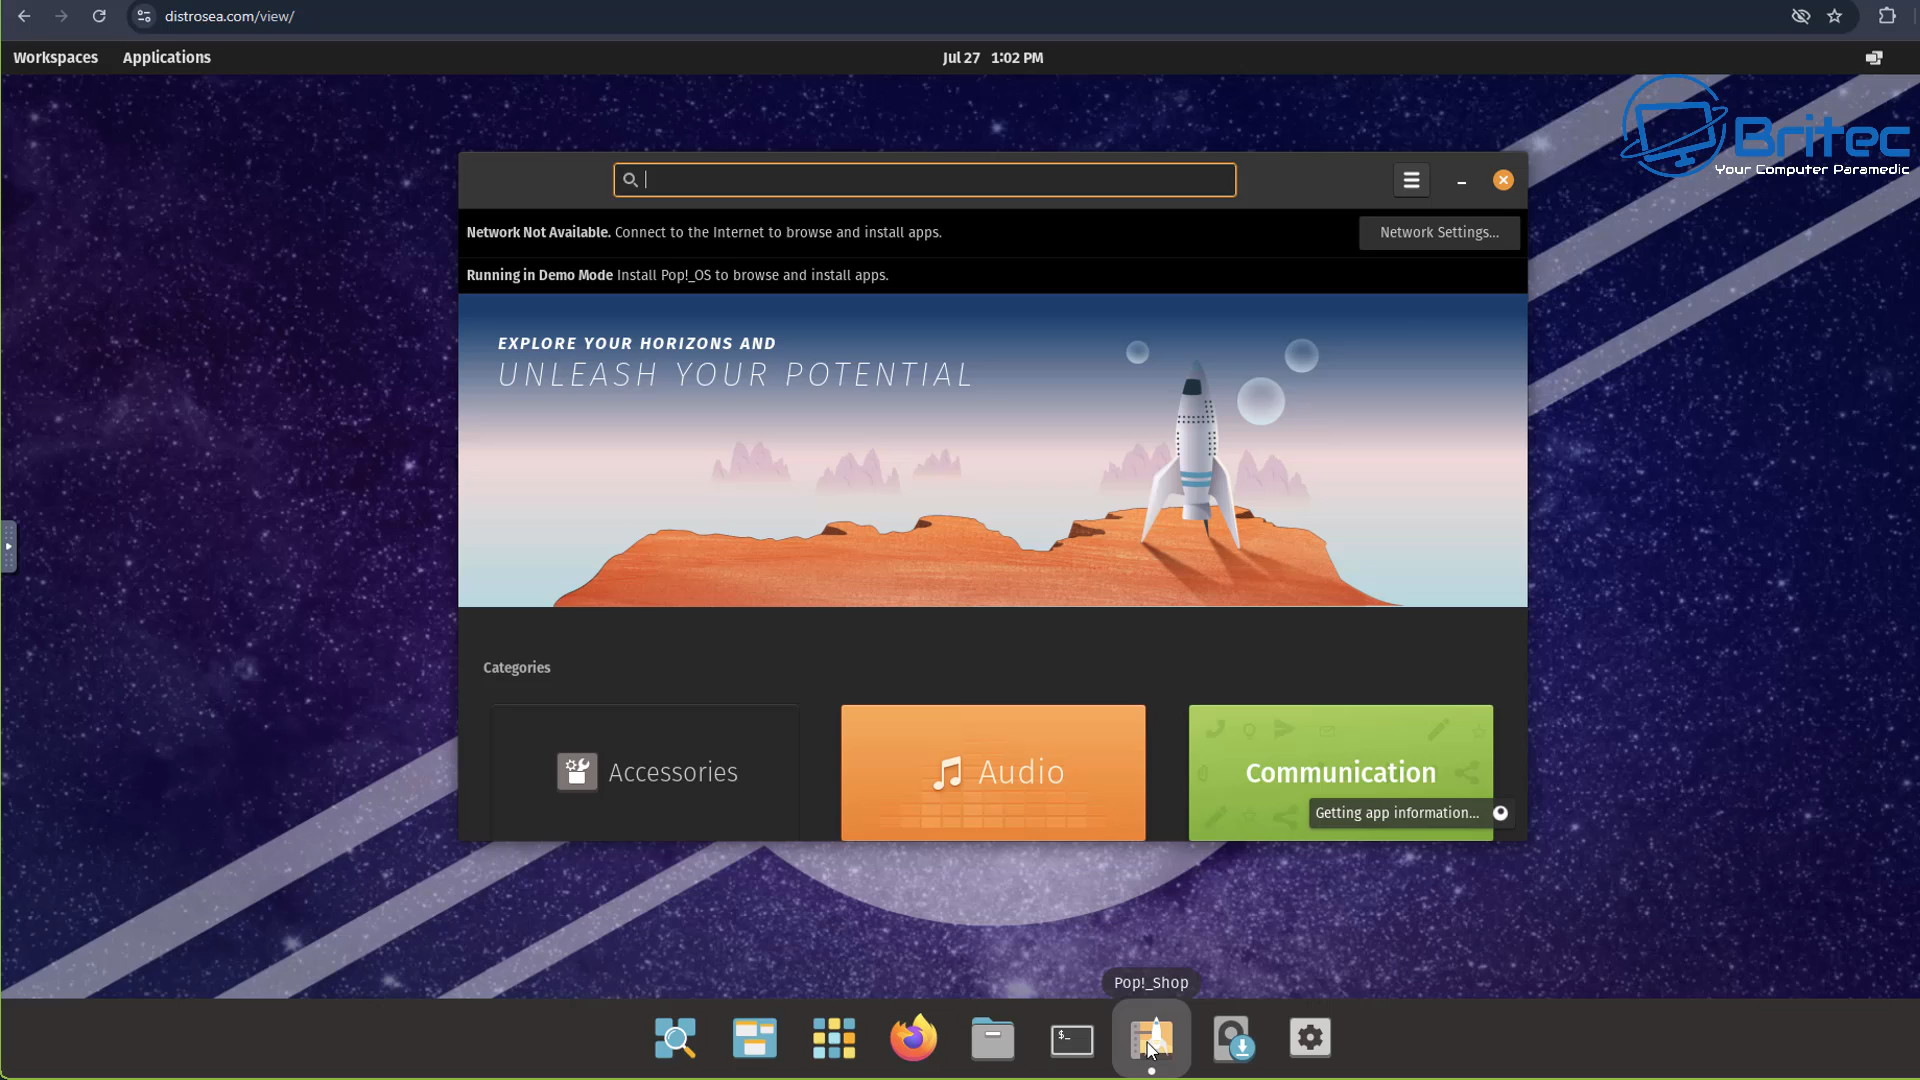 distrosea.com/view/
Workspaces Applications Jul 27 1:02 PM
Britec
Your Computer Paramedic
Network Not Available. Connect to the Internet to browse and install apps. Network Settings...
Running in Demo Mode Install Pop!_OS to browse and install apps.
EXPLORE YOUR HORIZONS AND
UNLEASH YOUR POTENTIAL
Categories
Accessories Audio Communication
Getting app information...
Pop!_Shop
$_